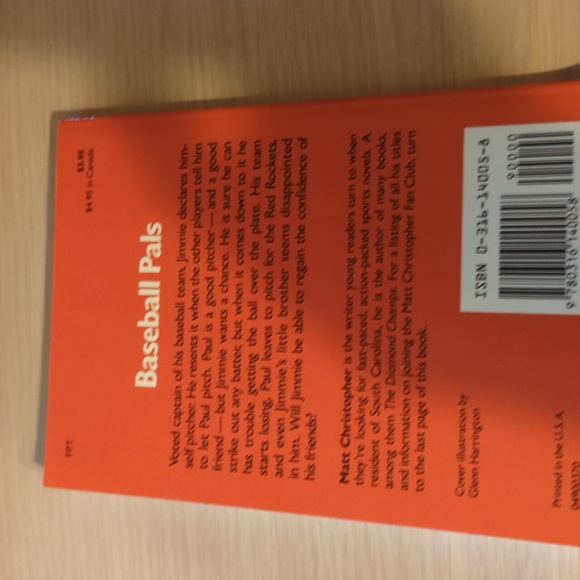 $3.95
$4.95 in Canada
FPT
Baseball Pals
Voted captain of his baseball team, Jimmie declares him-
self pitcher. He resents it when the other players tell him
to let Paul pitch. Paul is a good pitcher — and a good
friend — but Jimmie wants a chance. He is sure he can
strike out any batter, but when it comes down to it he
has trouble getting the ball over the plate. His team
starts losing, Paul leaves to pitch for the Red Rockets,
and even Jimmie's little brother seems disappointed
in him. Will Jimmie be able to regain the confidence of
his friends?
Matt Christopher is the writer young readers turn to when
they're looking for fast-paced, action-packed sports novels. A
resident of South Carolina, he is the author of many books,
among them The Diamond Champs. For a listing of all his titles
and information on joining the Matt Christopher Fan Club, turn
to the last page of this book.
Cover illustration by
Glenn Harrington
ISBN 0-316-14005-8
90000
9 780316 140058
Printed in the U.S.A.